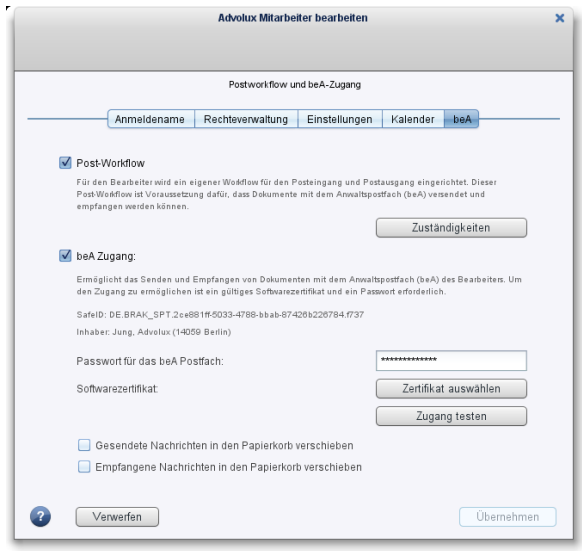 Advolux Mitarbeiter bearbeiten
Postworkflow und beA-Zugang
Anmeldename Rechteverwaltung Einstellungen Kalender beA
Post-Workflow
Für den Bearbeiter wird ein eigener Workflow für den Posteingang und Postausgang eingerichtet. Dieser
Post-Workflow ist Voraussetzung dafür, dass Dokumente mit dem Anwaltspostfach (beA) versendet und
empfangen werden können.
Zuständigkeiten
beA Zugang:
Ermöglicht das Senden und Empfangen von Dokumenten mit dem Anwaltspostfach (beA) des Bearbeiters. Um
den Zugang zu ermöglichen ist ein gültiges Softwarezertifikat und ein Passwort erforderlich.
SafeID: DE.BRAK_SPT.2ce881ff-5033-4788-bbab-87426b226784.f737
Inhaber: Jung, Advolux (14059 Berlin)
Passwort für das beA Postfach: *************
Softwarezertifikat: Zertifikat auswählen
Zugang testen
Gesendete Nachrichten in den Papierkorb verschieben
Empfangene Nachrichten in den Papierkorb verschieben
? Verwerfen Übernehmen